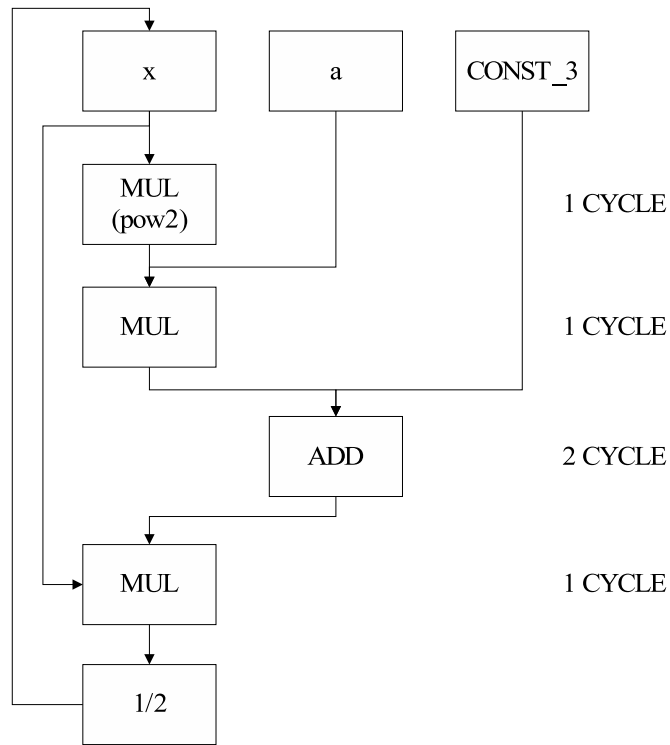 x
a
CONST_3
MUL
(pow2)
1 CYCLE
MUL
1 CYCLE
ADD
2 CYCLE
MUL
1 CYCLE
1/2